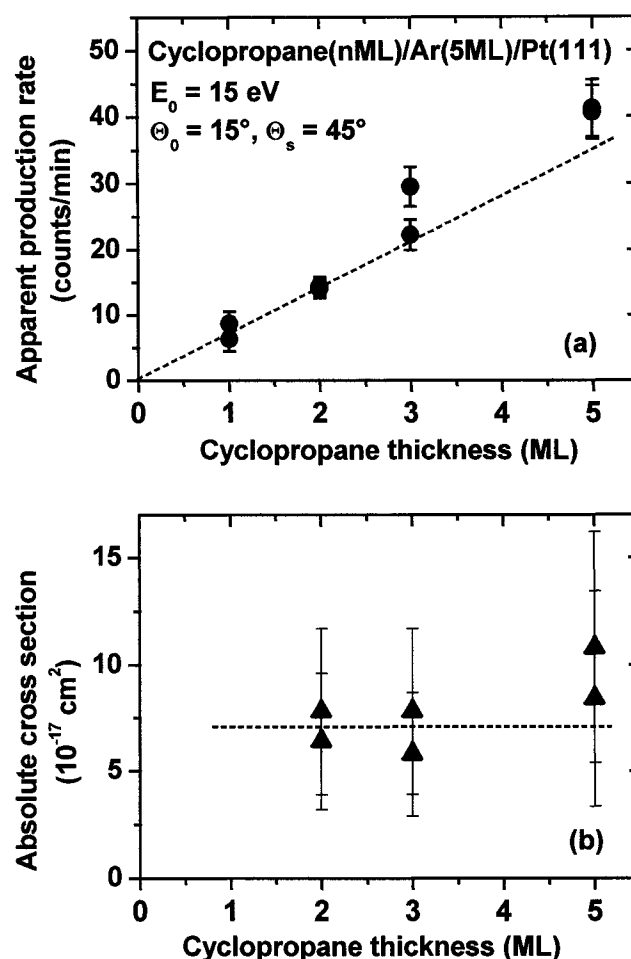 Cyclopropane(nML)/Ar(5ML)/Pt(111)
E₀ = 15 eV
Θ₀ = 15°, Θₛ = 45°
Apparent production rate
(counts/min)
50
40
30
20
10
0
(a)
0 1 2 3 4 5
Cyclopropane thickness (ML)
Absolute cross section
(10⁻¹⁷ cm²)
15
10
5
0
(b)
0 1 2 3 4 5
Cyclopropane thickness (ML)